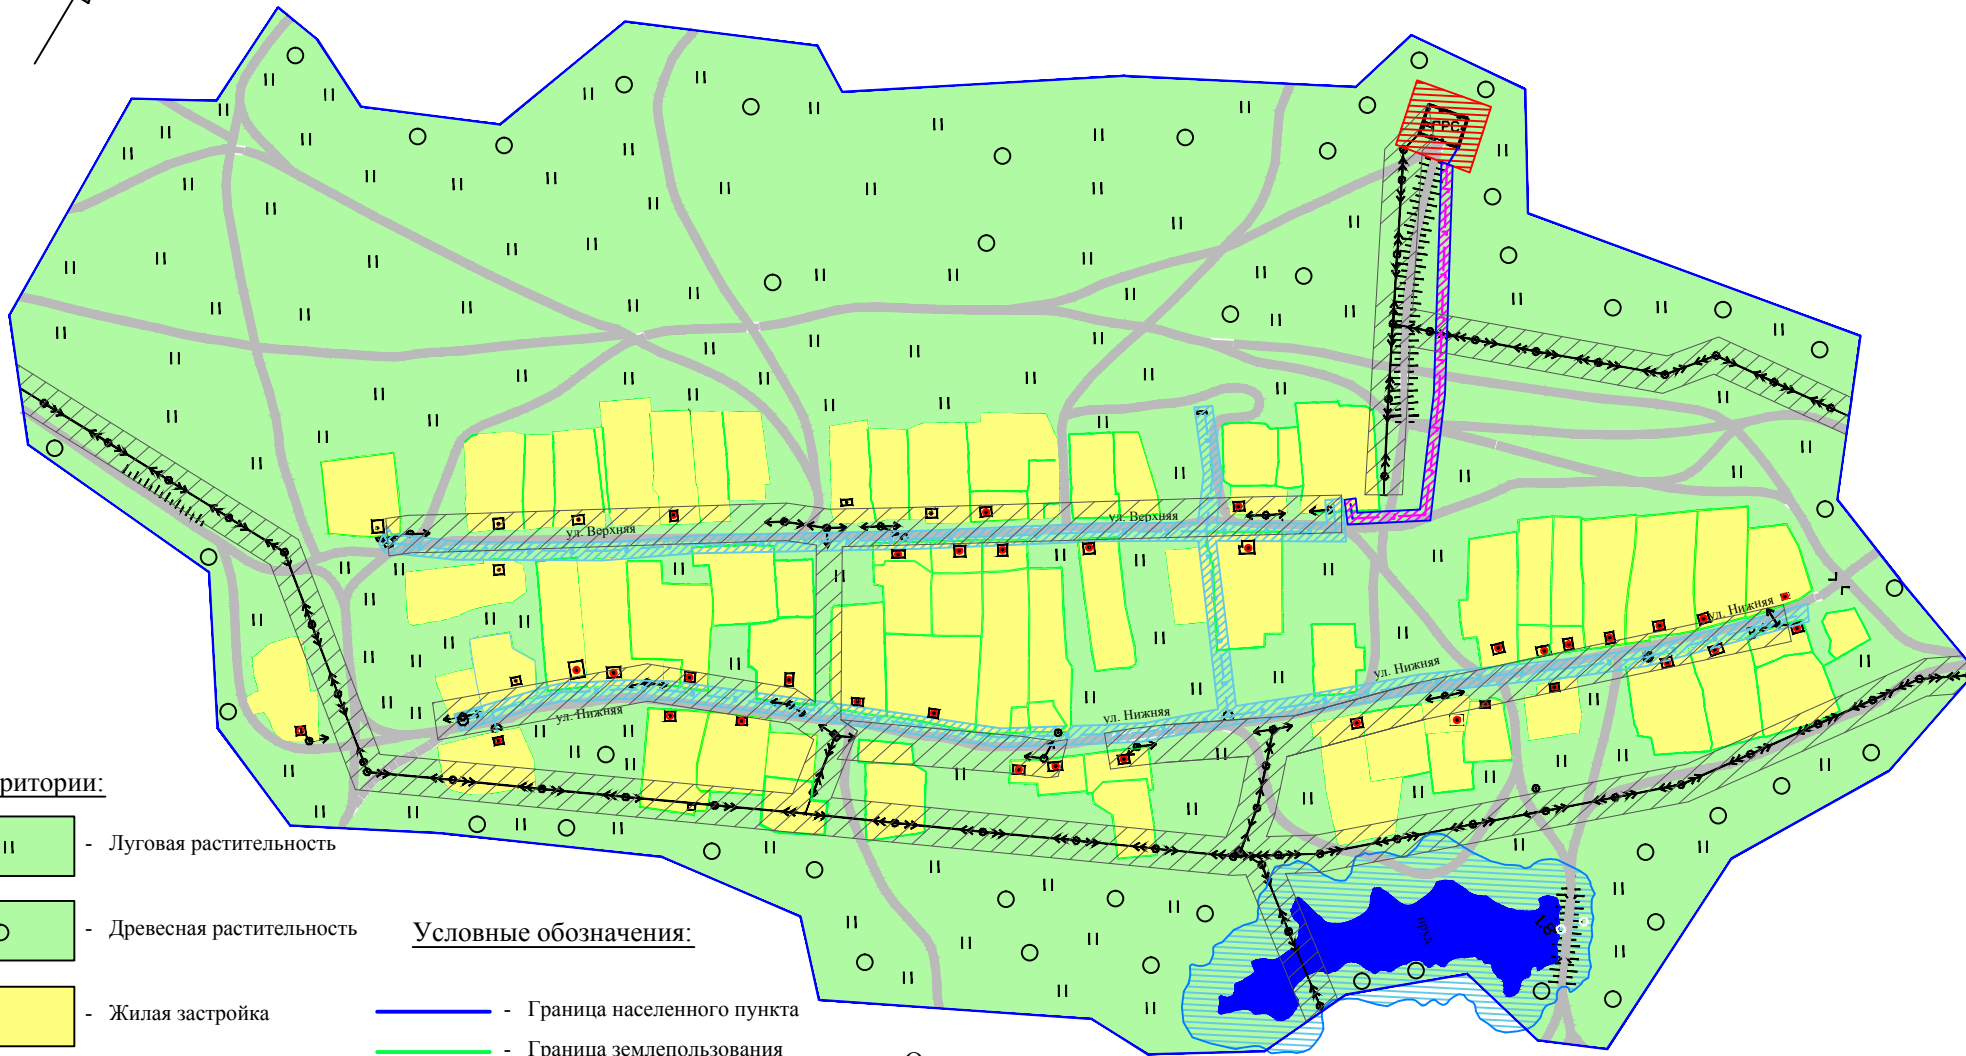 ГРС
ул. Верхняя
ул. Верхняя
ул. Нижняя
ул. Нижняя
ул. Нижняя
ул. Нижняя
пруд
ритории:
- Луговая растительность
- Древесная растительность
Условные обозначения:
- Жилая застройка
- Граница населенного пункта
- Граница землепользования